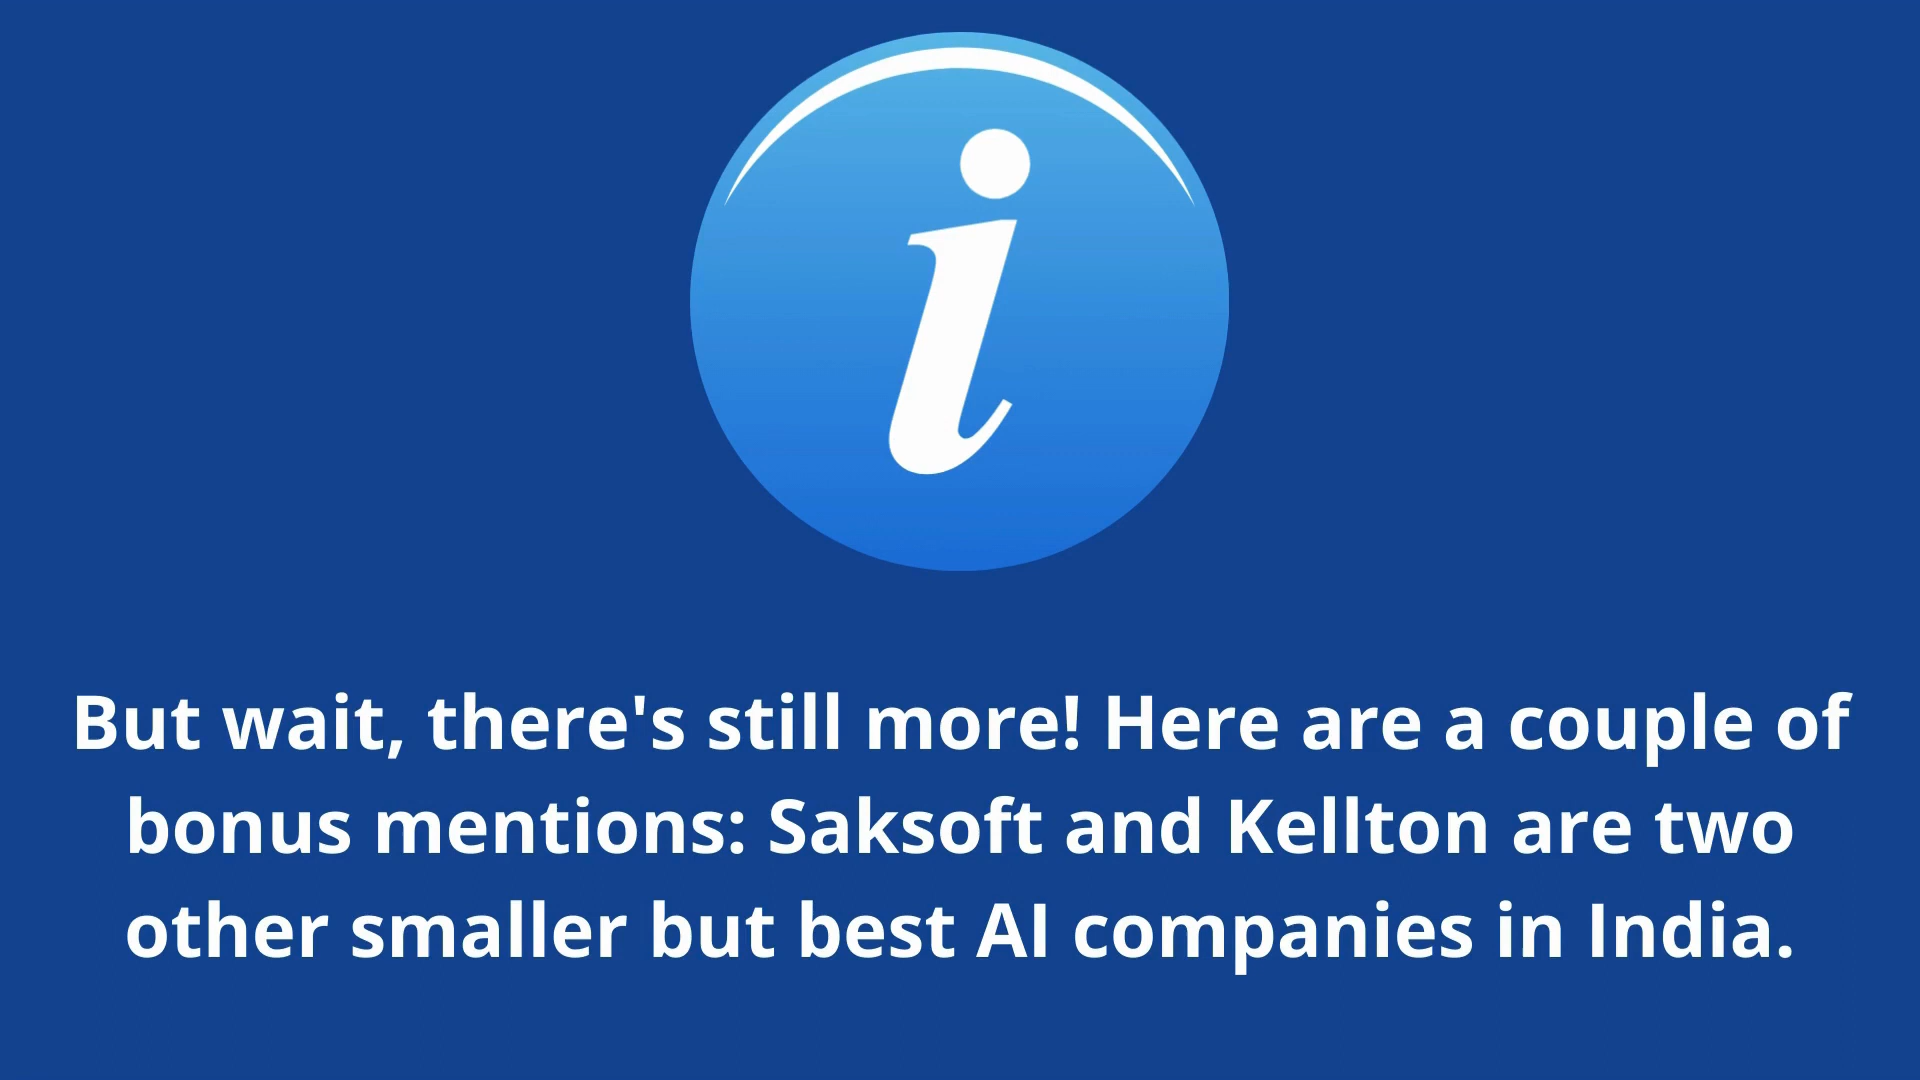 i
But wait, there's still more! Here are a couple of
bonus mentions: Saksoft and Kellton are two
other smaller but best AI companies in India.